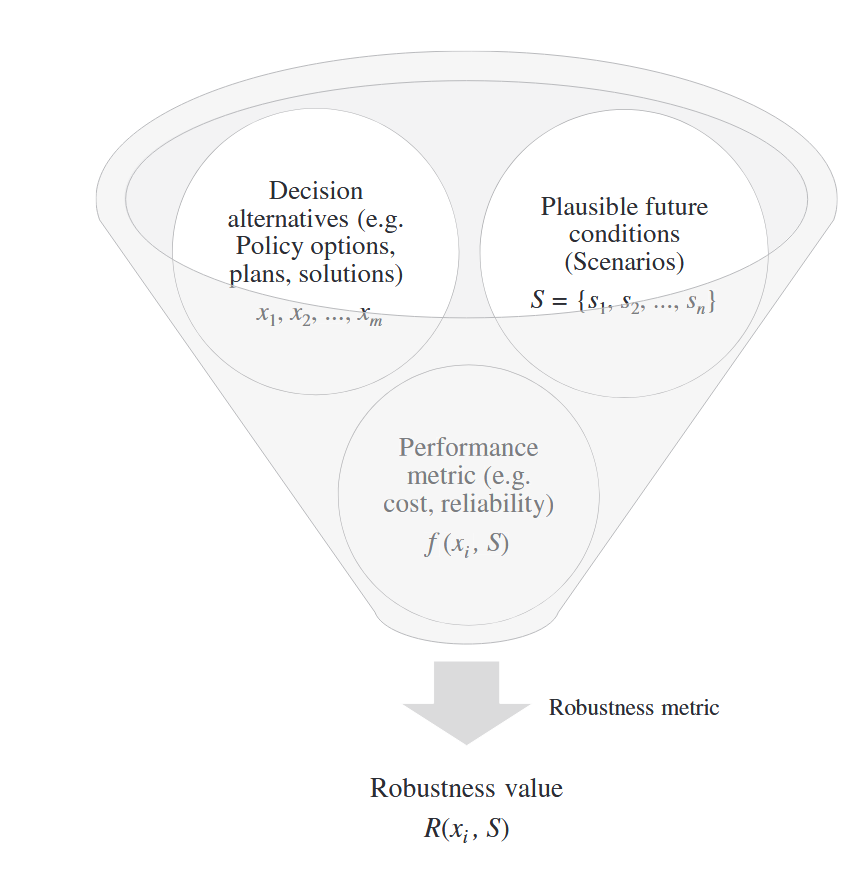 Decision
alternatives (e.g.
Policy options,
plans, solutions)
x₁, x₂, ..., xₘ
Plausible future
conditions
(Scenarios)
S = {s₁, s₂, ..., sₙ}
Performance
metric (e.g.
cost, reliability)
f (xᵢ, S)
Robustness metric
Robustness value
R(xᵢ, S)